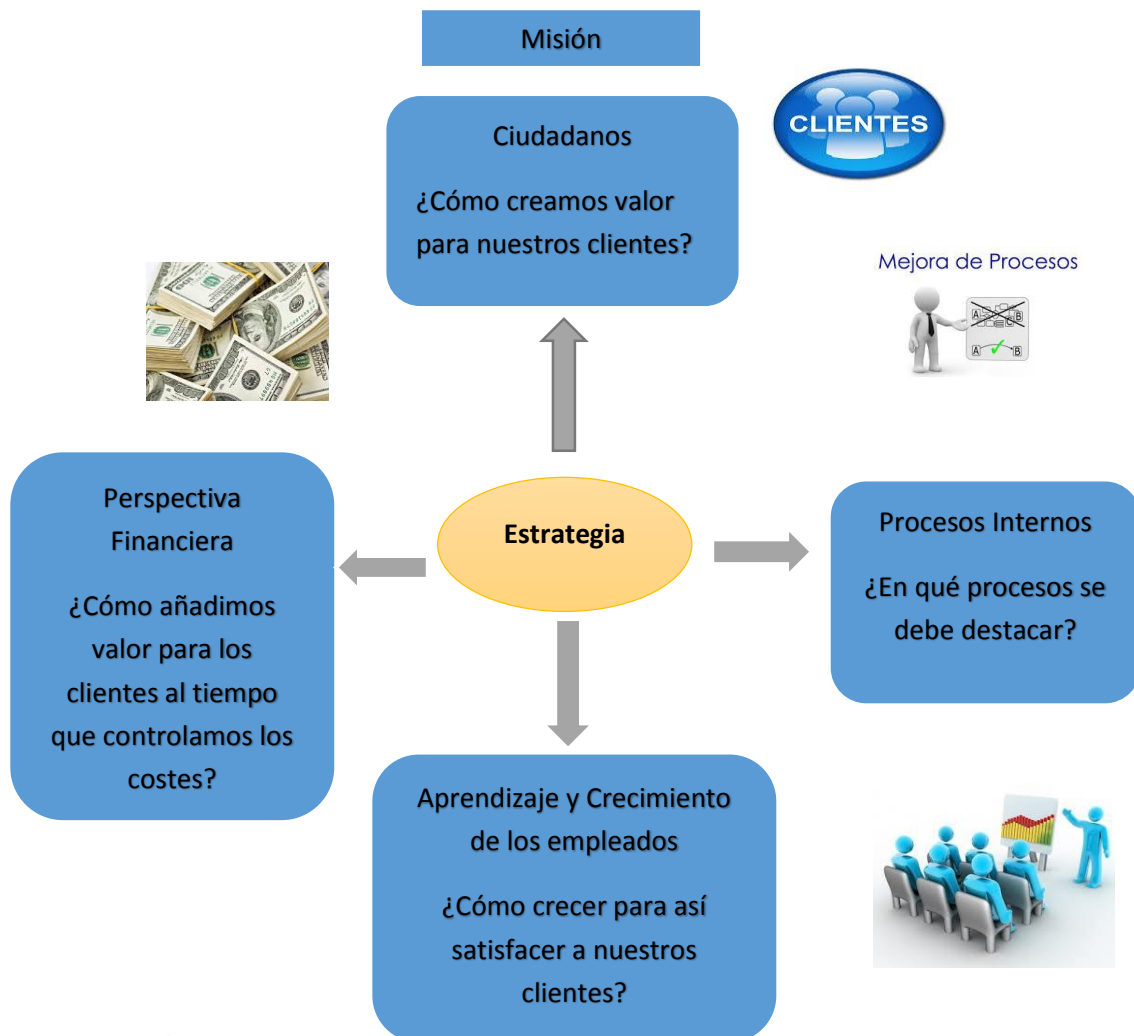 Misión
CLIENTES
Ciudadanos
¿Cómo creamos valor
para nuestros clientes?
Mejora de Procesos
A
B
A
B
Perspectiva
Financiera
¿Cómo añadimos
valor para los
clientes al tiempo
que controlamos los
costes?
Estrategia
Procesos Internos
¿En qué procesos se
debe destacar?
Aprendizaje y Crecimiento
de los empleados
¿Cómo crecer para así
satisfacer a nuestros
clientes?